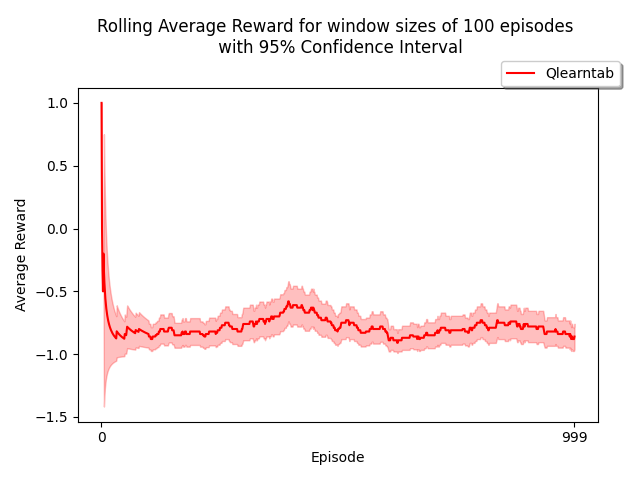 Rolling Average Reward for window sizes of 100 episodes
with 95% Confidence Interval
Qlearntab
1.0
0.5
0.0
−0.5
−1.0
−1.5
Average Reward
0
999
Episode